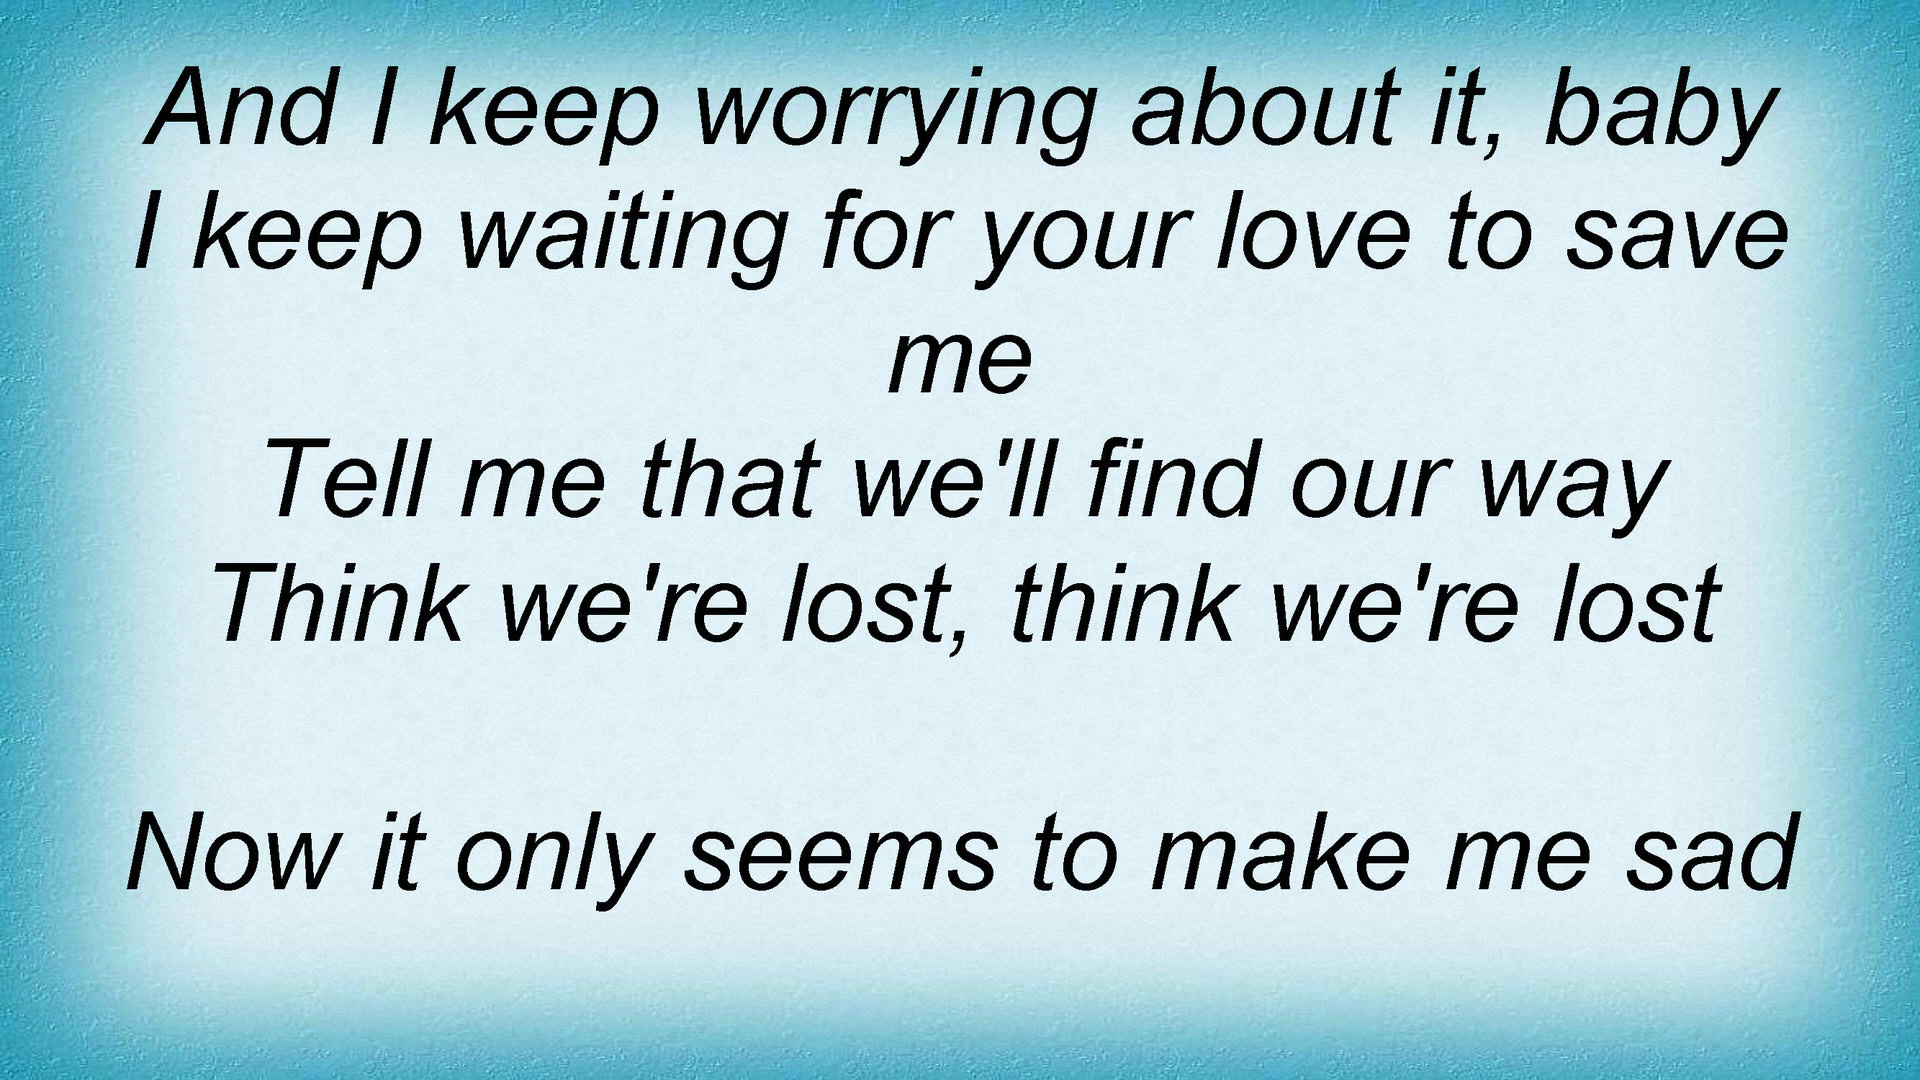 And I keep worrying about it, baby
I keep waiting for your love to save
me
Tell me that we'll find our way
Think we're lost, think we're lost
Now it only seems to make me sad